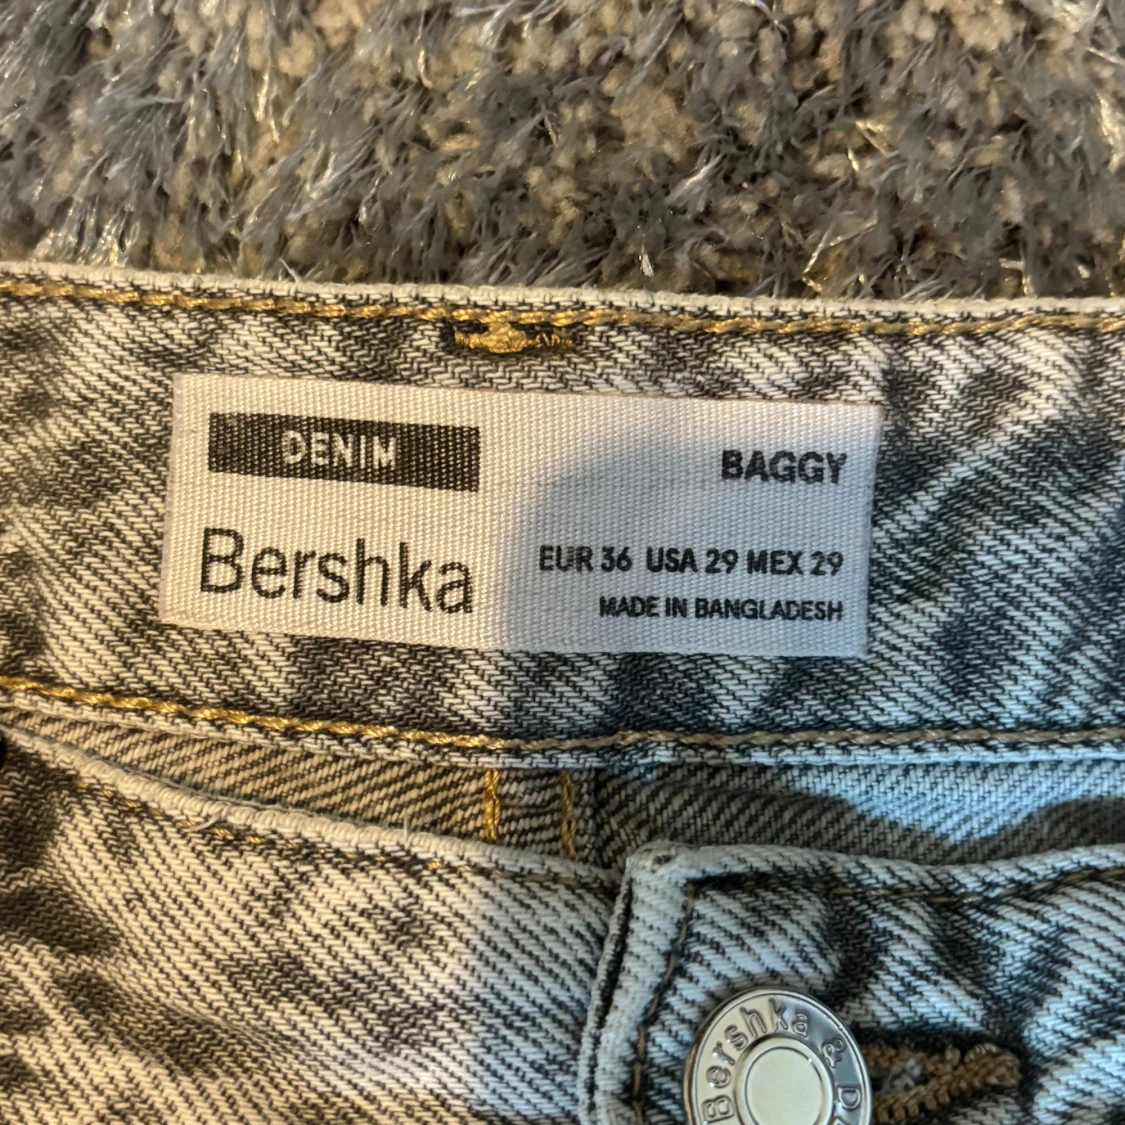 DENIM
BAGGY
Bershka
EUR 36 USA 29 MEX 29
MADE IN BANGLADESH
Bershka &